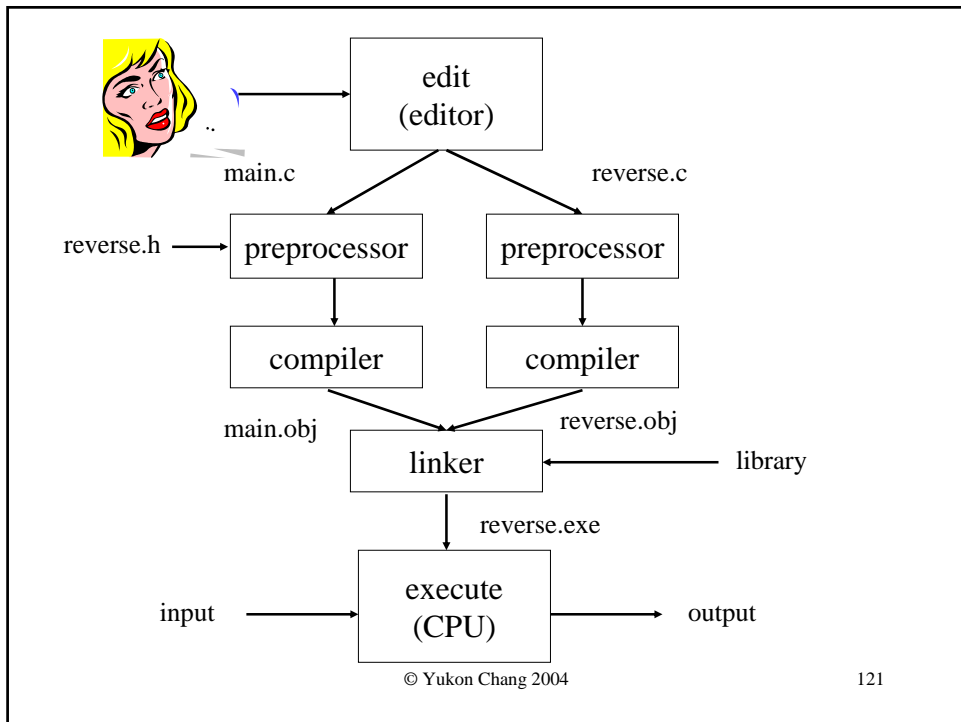 edit
(editor)
main.c
reverse.c
reverse.h
preprocessor
preprocessor
compiler
compiler
main.obj
reverse.obj
linker
library
reverse.exe
execute
(CPU)
input
output
© Yukon Chang 2004
121